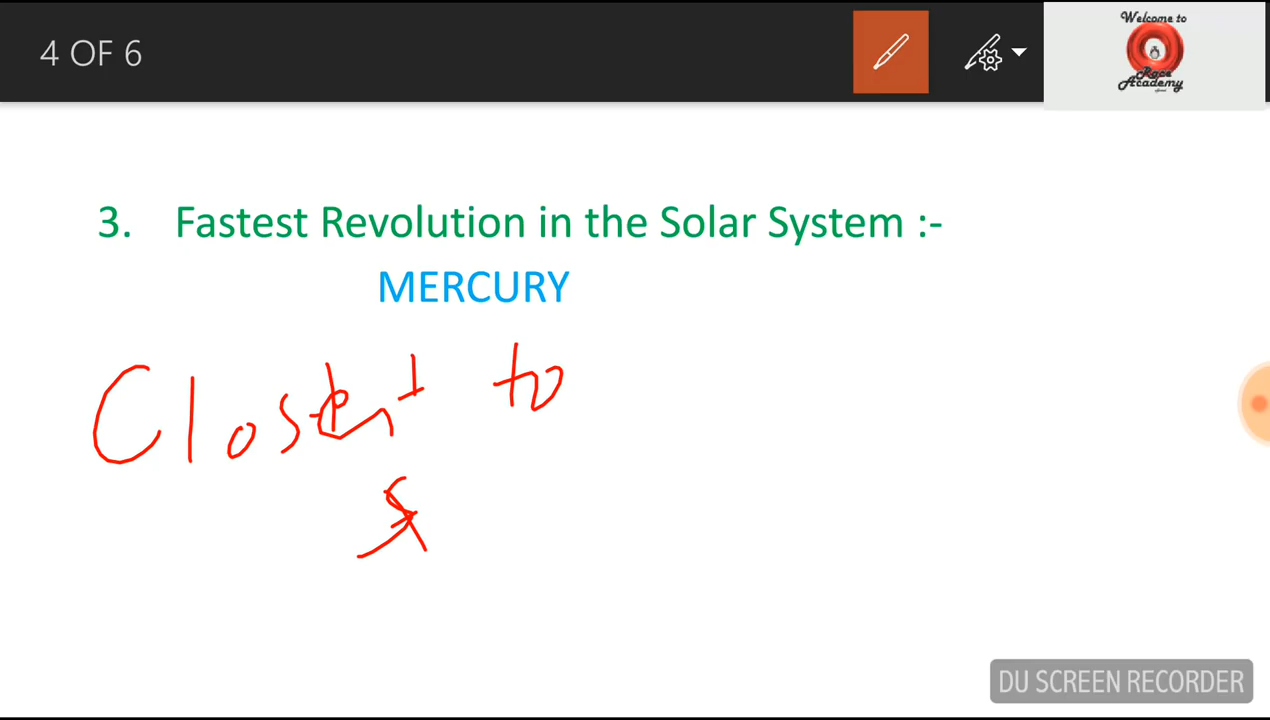 4 OF 6
Welcome to
Race
Academy
3. Fastest Revolution in the Solar System :-
MERCURY
Closest to
DU SCREEN RECORDER